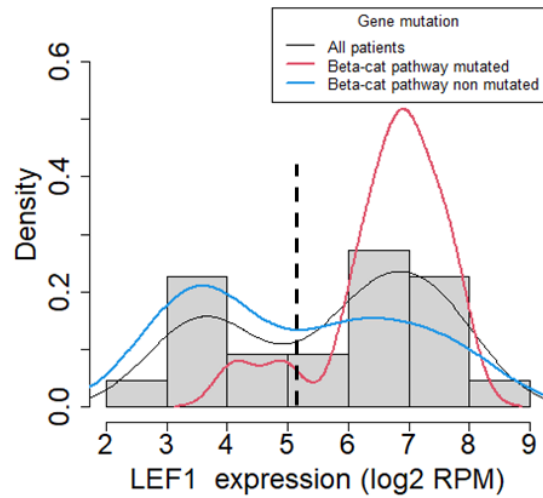 Gene mutation
All patients
Beta-cat pathway mutated
Beta-cat pathway non mutated
Density
0.0 0.2 0.4 0.6
2 3 4 5 6 7 8 9
LEF1 expression (log2 RPM)